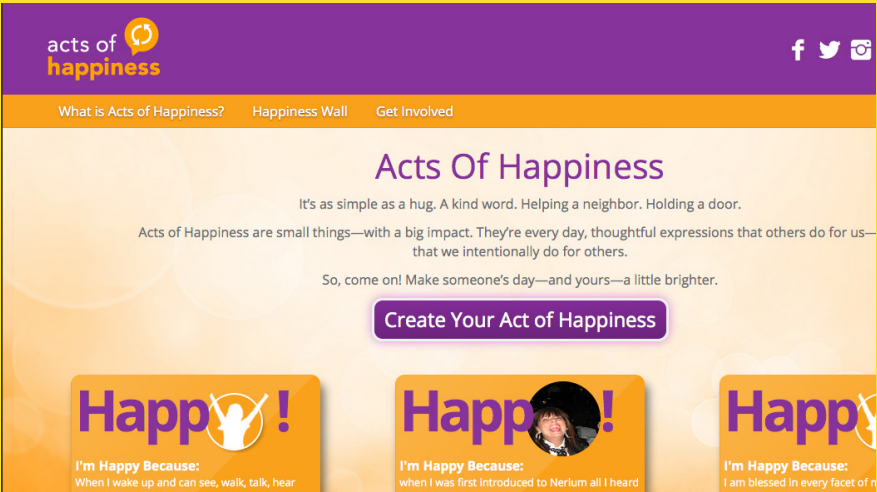 acts of
happiness
What is Acts of Happiness? Happiness Wall Get Involved
Acts Of Happiness
It's as simple as a hug. A kind word. Helping a neighbor. Holding a door.
Acts of Happiness are small things—with a big impact. They're every day, thoughtful expressions that others do for us—
that we intentionally do for others.
So, come on! Make someone's day—and yours—a little brighter.
Create Your Act of Happiness
Happy!
I'm Happy Because:
When I wake up and can see, walk, talk, hear
Happ !
I'm Happy Because:
when I was first introduced to Nerium all I heard
Happ
I'm Happy Because:
I am blessed in every facet of